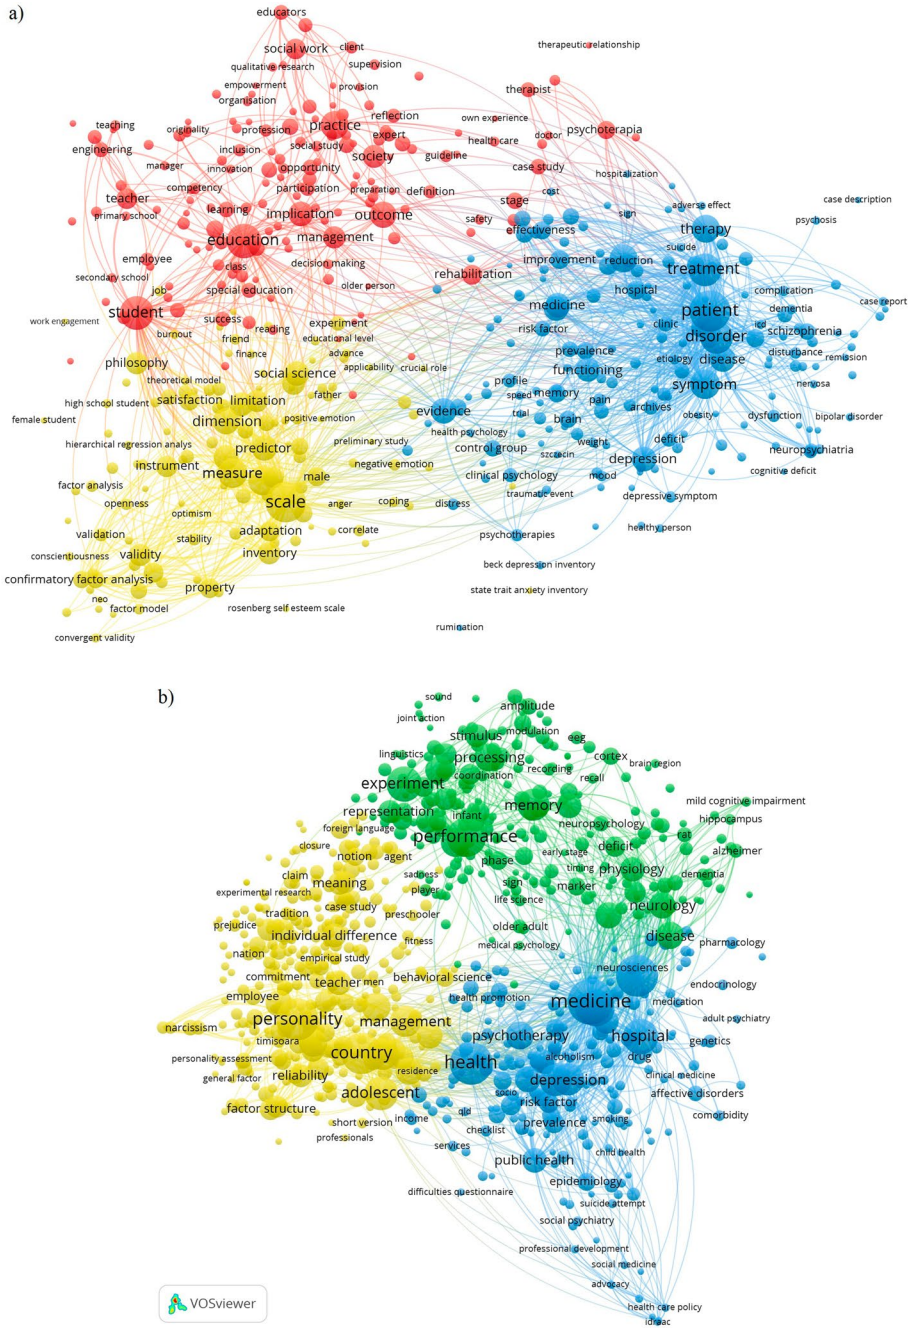 a)
educators
social work
client
therapeutic relationship
qualitative research
supervision
empowerment
provision
therapist
organisation
reflection
own experience
teaching
originality
profession
practice
expert
doctor
psychoterapia
engineering
inclusion
social study
society
guideline
health care
manager
innovation
opportunity
case study
hospitalization
competency
participation
preparation
definition
cost
teacher
stage
adverse effect
case description
primary school
learning
implication
outcome
safety
sign
psychosis
effectiveness
therapy
education
management
suicide
employee
class
decision making
improvement
reduction
treatment
secondary school
special education
older person
rehabilitation
hospital
complication
job
student
medicine
patient
dementia
case report
work engagement
success
reading
experiment
risk factor
clinic
icd
schizophrenia
burnout
friend
educational level
disorder
finance
advance
prevalence
disturbance
remission
philosophy
social science
applicability
crucial role
functioning
etiology
disease
theoretical model
profile
symptom
nervosa
high school student
satisfaction
limitation
father
speed
memory
pain
female student
dimension
positive emotion
evidence
trial
brain
archives
obesity
dysfunction
bipolar disorder
hierarchical regression analys
predictor
preliminary study
health psychology
control group
weight
deficit
neuropsychiatria
instrument
measure
male
negative emotion
szczecin
depression
cognitive deficit
factor analysis
clinical psychology
mood
openness
scale
anger
coping
distress
traumatic event
depressive symptom
optimism
validation
stability
adaptation
correlate
psychotherapies
healthy person
conscientiousness
validity
inventory
confirmatory factor analysis
property
beck depression inventory
neo
factor model
rosenberg self esteem scale
state trait anxiety inventory
convergent validity
rumination
b)
sound
amplitude
joint action
stimulus
modulation
eeg
linguistics
processing
cortex
brain region
experiment
coordination
recording
recall
representation
infant
memory
mild cognitive impairment
foreign language
performance
neuropsychology
rat
hippocampus
closure
notion
agent
phase
early stage
deficit
alzheimer
claim
meaning
sadness
timing
physiology
dementia
experimental research
player
sign
marker
tradition
case study
preschooler
life science
neurology
prejudice
individual difference
fitness
older adult
disease
nation
empirical study
medical psychology
pharmacology
commitment
teacher
men
behavioral science
neurosciences
endocrinology
employee
health promotion
medicine
medication
narcissism
personality
management
adult psychiatry
timisoara
psychotherapy
hospital
genetics
personality assessment
country
health
alcoholism
drug
general factor
reliability
residence
depression
clinical medicine
adolescent
socio
risk factor
affective disorders
factor structure
short version
income
qld
prevalence
smoking
comorbidity
professionals
checklist
services
child health
public health
difficulties questionnaire
epidemiology
suicide attempt
social psychiatry
professional development
social medicine
advocacy
health care policy
idraac
VOSviewer